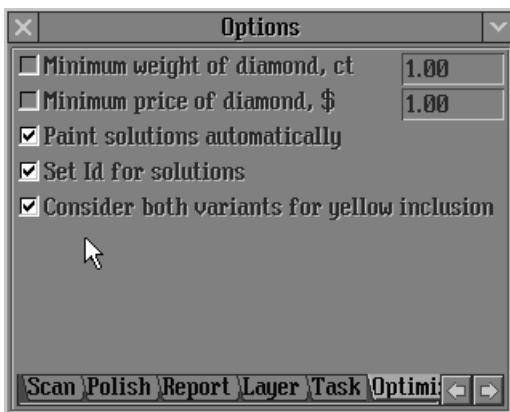 Options
Minimum weight of diamond, ct 1.00
Minimum price of diamond, $ 1.00
Paint solutions automatically
Set Id for solutions
Consider both variants for yellow inclusion
Scan Polish Report Layer Task Optimi